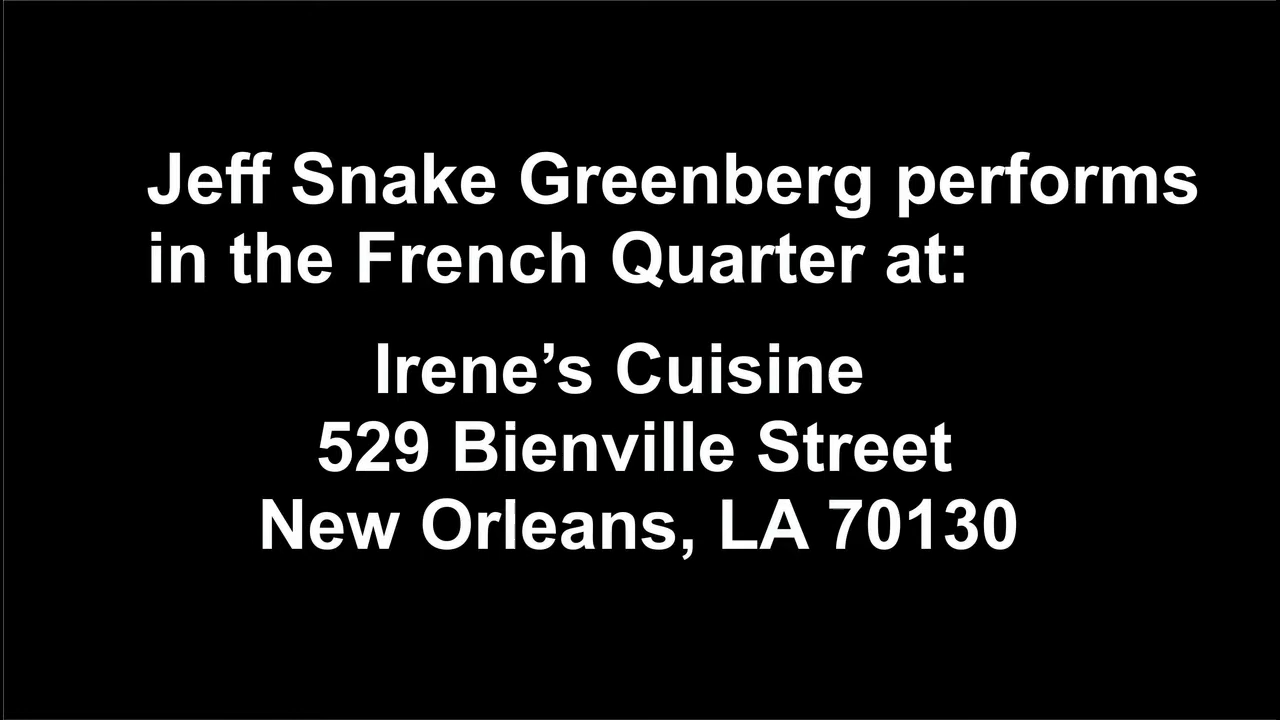 Jeff Snake Greenberg performs
in the French Quarter at:
Irene’s Cuisine
529 Bienville Street
New Orleans, LA 70130